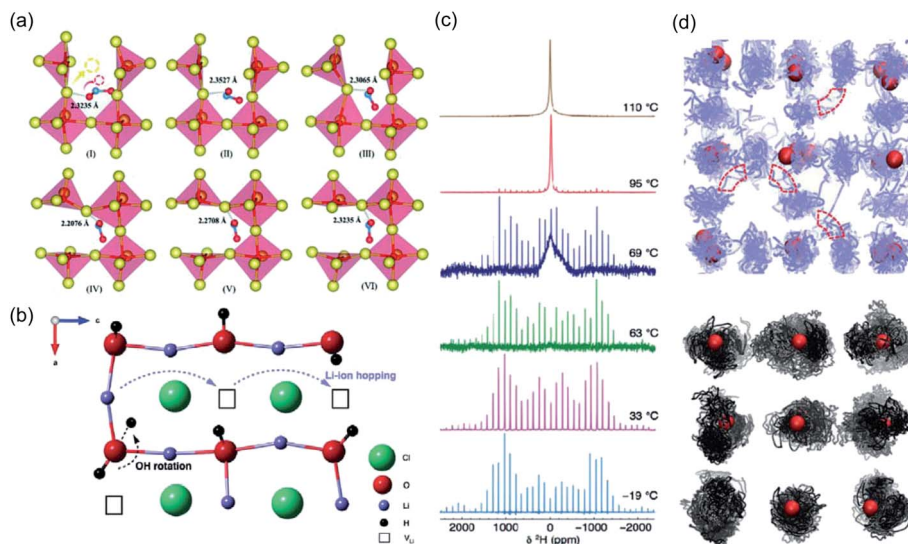 (a)
2.3235 Å
(I)
2.3527 Å
(II)
2.3065 Å
(III)
2.2076 Å
(IV)
2.2708 Å
(V)
2.3235 Å
(VI)
(b)
c
a
Li-ion hopping
OH rotation
Cl
O
Li
H
V_Li
(c)
110 °C
95 °C
69 °C
63 °C
33 °C
−19 °C
2000 1000 0 −1000 −2000
δ ²H (ppm)
(d)